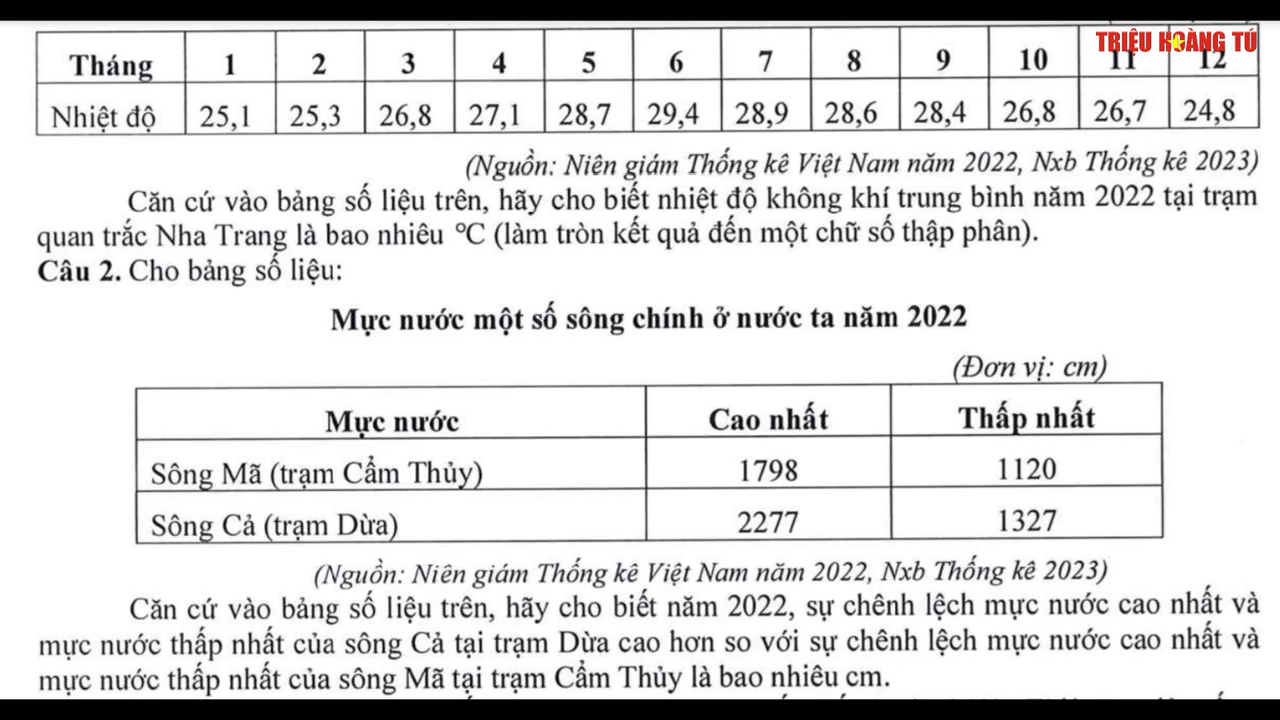 TRIỆU HOÀNG TÚ
Tháng 1 2 3 4 5 6 7 8 9 10 11 12
Nhiệt độ 25,1 25,3 26,8 27,1 28,7 29,4 28,9 28,6 28,4 26,8 26,7 24,8
(Nguồn: Niên giám Thống kê Việt Nam năm 2022, Nxb Thống kê 2023)
Căn cứ vào bảng số liệu trên, hãy cho biết nhiệt độ không khí trung bình năm 2022 tại trạm
quan trắc Nha Trang là bao nhiêu °C (làm tròn kết quả đến một chữ số thập phân).
Câu 2. Cho bảng số liệu:
Mực nước một số sông chính ở nước ta năm 2022
(Đơn vị: cm)
Mực nước Cao nhất Thấp nhất
Sông Mã (trạm Cẩm Thủy) 1798 1120
Sông Cả (trạm Dừa) 2277 1327
(Nguồn: Niên giám Thống kê Việt Nam năm 2022, Nxb Thống kê 2023)
Căn cứ vào bảng số liệu trên, hãy cho biết năm 2022, sự chênh lệch mực nước cao nhất và
mực nước thấp nhất của sông Cả tại trạm Dừa cao hơn so với sự chênh lệch mực nước cao nhất và
mực nước thấp nhất của sông Mã tại trạm Cẩm Thủy là bao nhiêu cm.